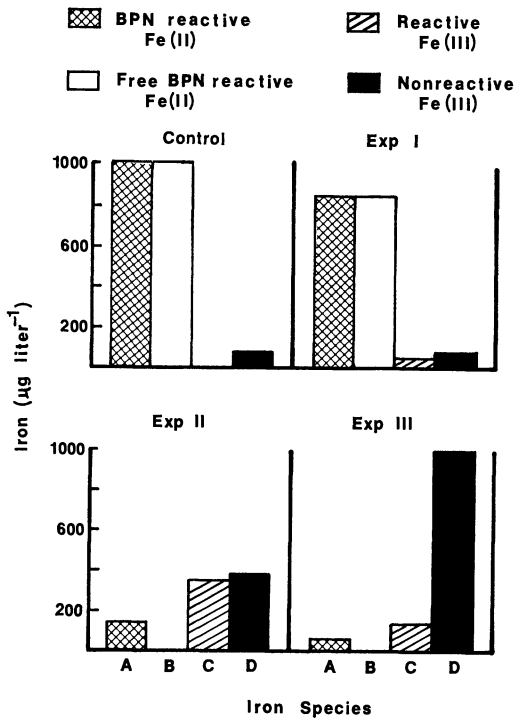 BPN reactive
Fe(II)
Reactive
Fe(III)
Free BPN reactive
Fe(II)
Nonreactive
Fe(III)
Control
Exp I
1000
600
200
Iron (µg liter⁻¹)
Exp II
Exp III
1000
600
200
A B C D A B C D
Iron Species